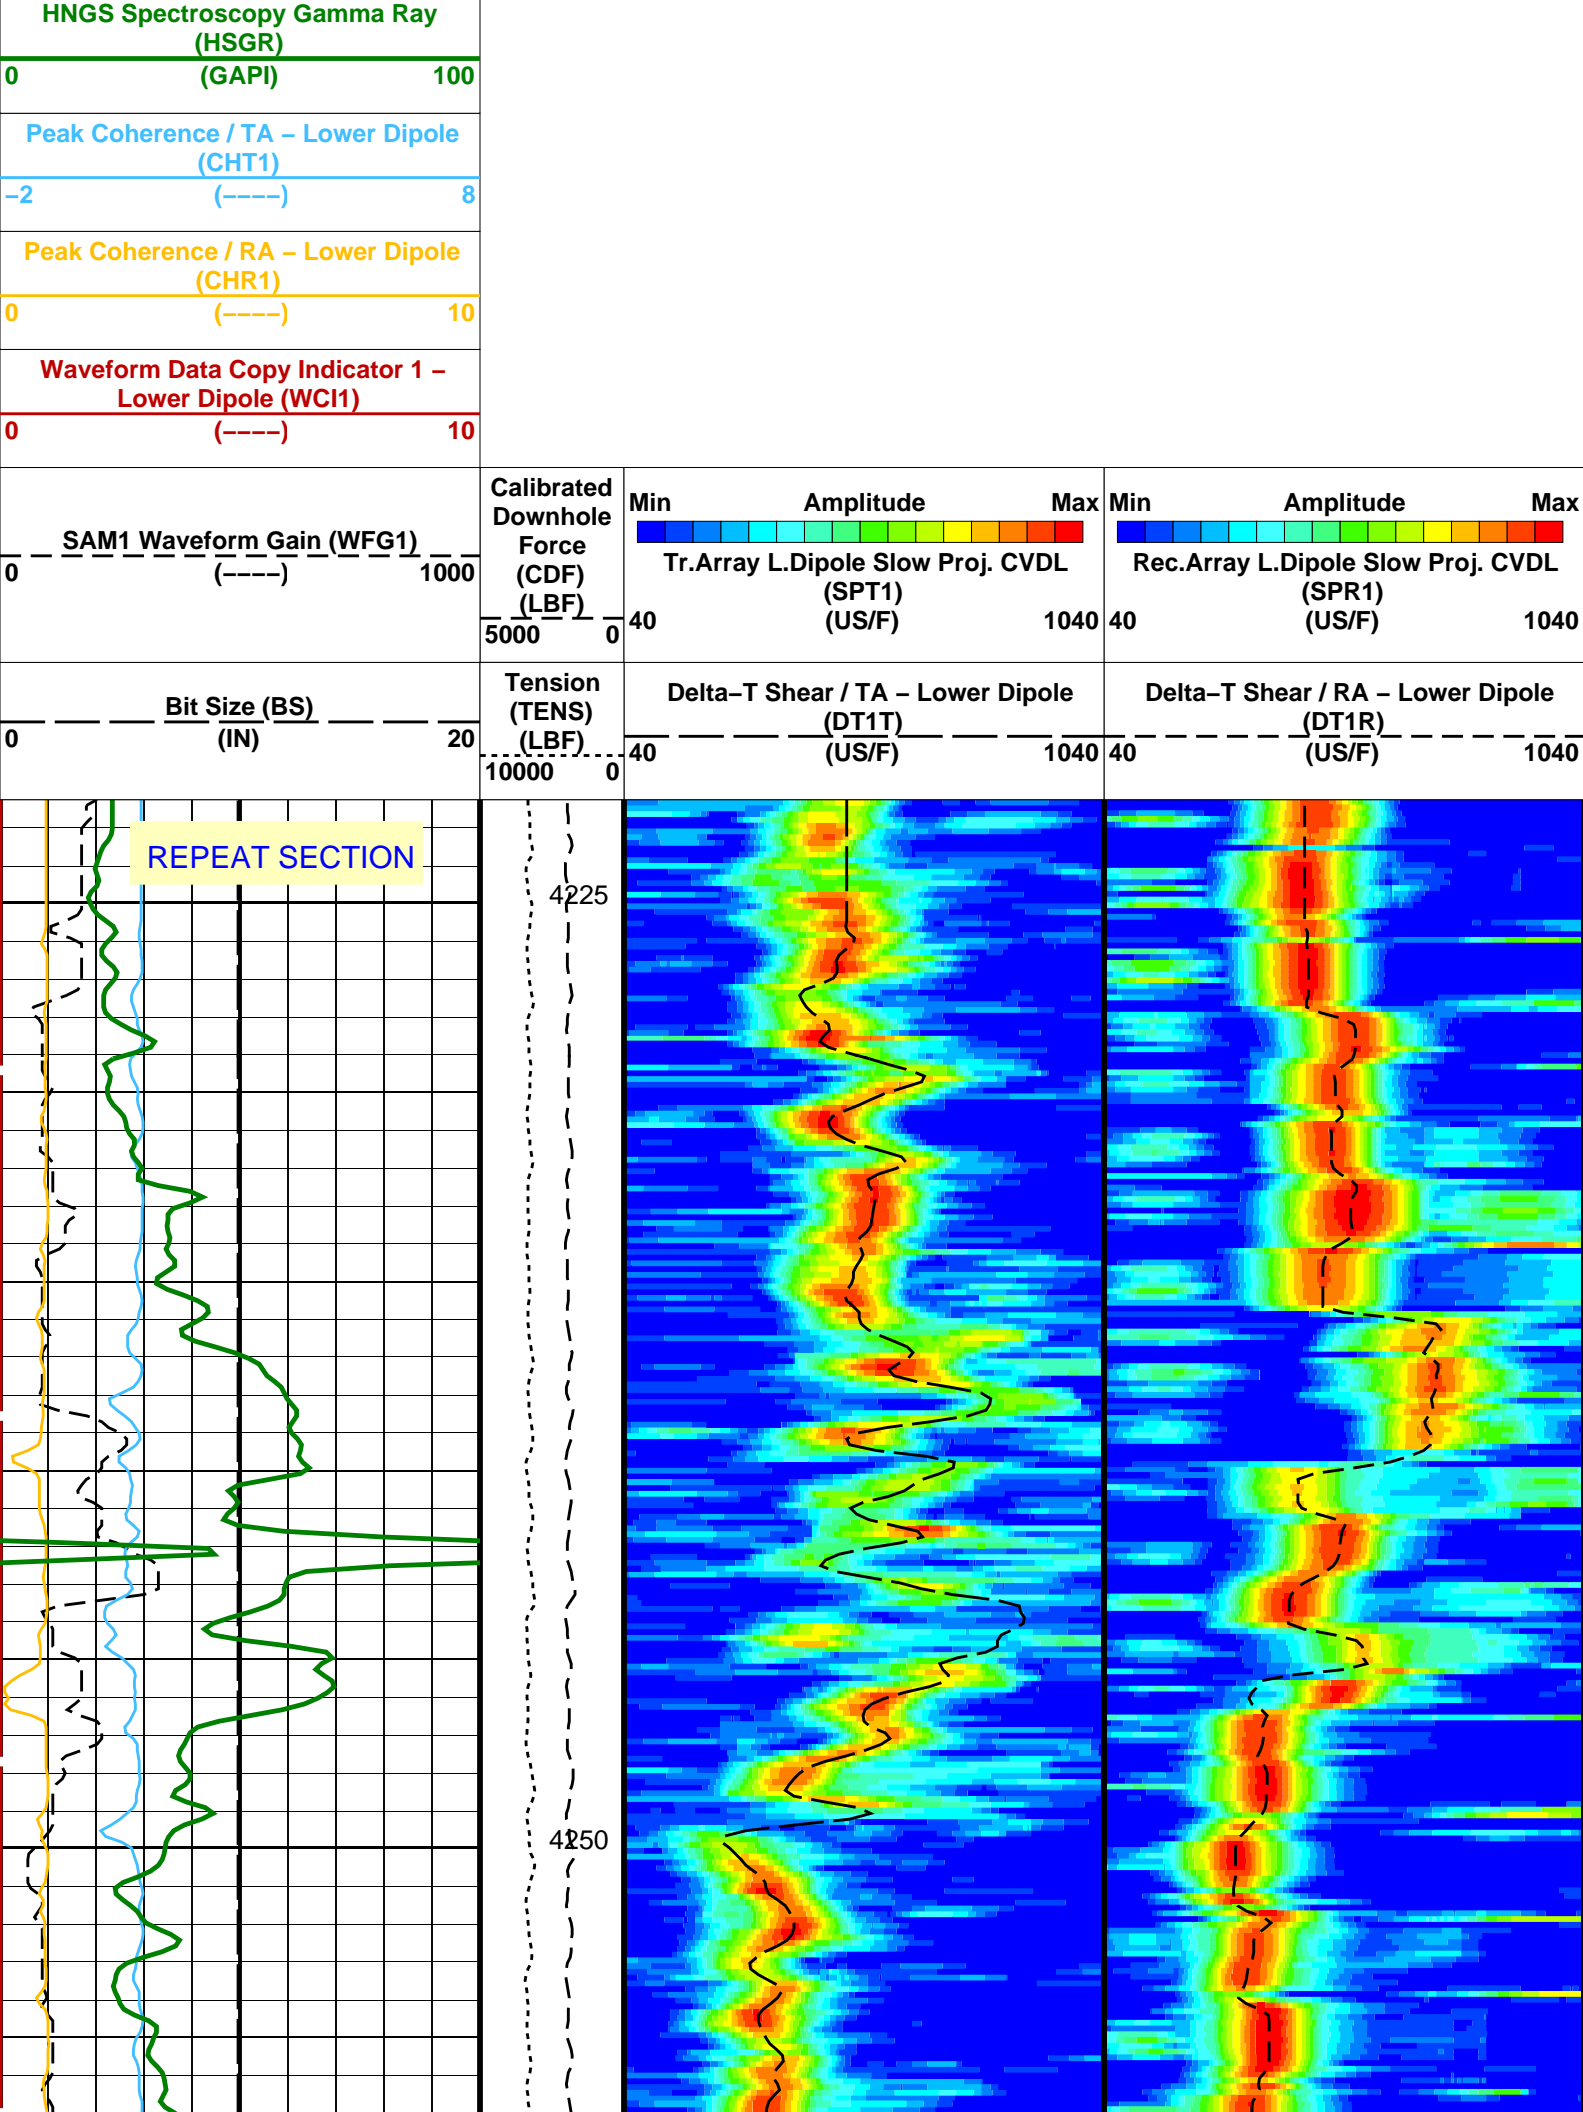 HNGS Spectroscopy Gamma Ray
(HSGR)
0 (GAPI) 100
Peak Coherence / TA – Lower Dipole
(CHT1)
–2 (––––) 8
Peak Coherence / RA – Lower Dipole
(CHR1)
0 (––––) 10
Waveform Data Copy Indicator 1 –
Lower Dipole (WCI1)
0 (––––) 10
SAM1 Waveform Gain (WFG1)
0 (––––) 1000
Calibrated
Downhole
Force
(CDF)
(LBF)
5000 0
Min Amplitude Max
Tr.Array L.Dipole Slow Proj. CVDL
(SPT1)
40 (US/F) 1040
Min Amplitude Max
Rec.Array L.Dipole Slow Proj. CVDL
(SPR1)
40 (US/F) 1040
Bit Size (BS)
0 (IN) 20
Tension
(TENS)
(LBF)
10000 0
Delta–T Shear / TA – Lower Dipole
(DT1T)
40 (US/F) 1040
Delta–T Shear / RA – Lower Dipole
(DT1R)
40 (US/F) 1040
REPEAT SECTION
4225
4250